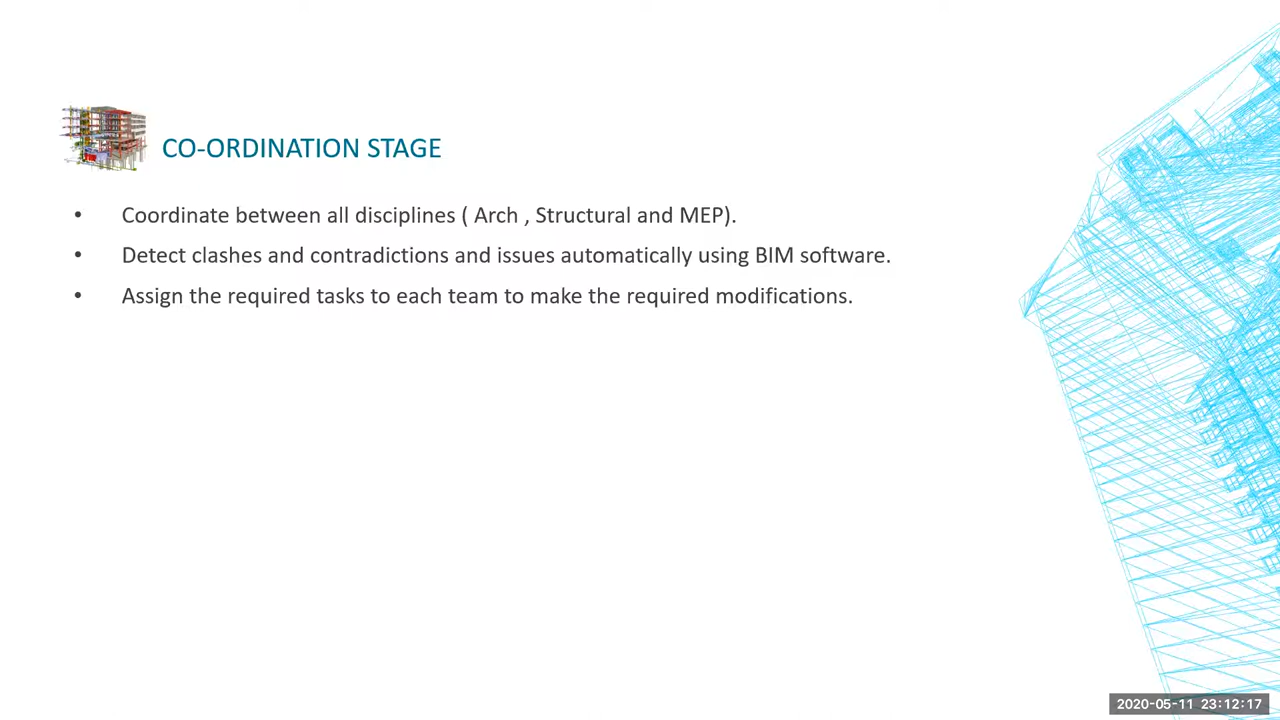 CO-ORDINATION STAGE
• Coordinate between all disciplines ( Arch , Structural and MEP).
• Detect clashes and contradictions and issues automatically using BIM software.
• Assign the required tasks to each team to make the required modifications.
2020-05-11 23:12:17